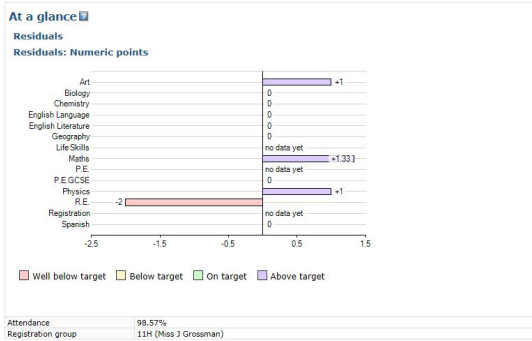 At a glance
Residuals
Residuals: Numeric points
Art +1
Biology 0
Chemistry 0
English Language 0
English Literature 0
Geography 0
Life Skills no data yet
Maths +1.33 }
P.E. no data yet
P.E.GCSE 0
Physics +1
R.E. -2
Registration no data yet
Spanish 0
-2.5 -1.5 -0.5 0.5 1.5
Well below target Below target On target Above target
Attendance 98.57%
Registration group 11H (Miss J Grossman)